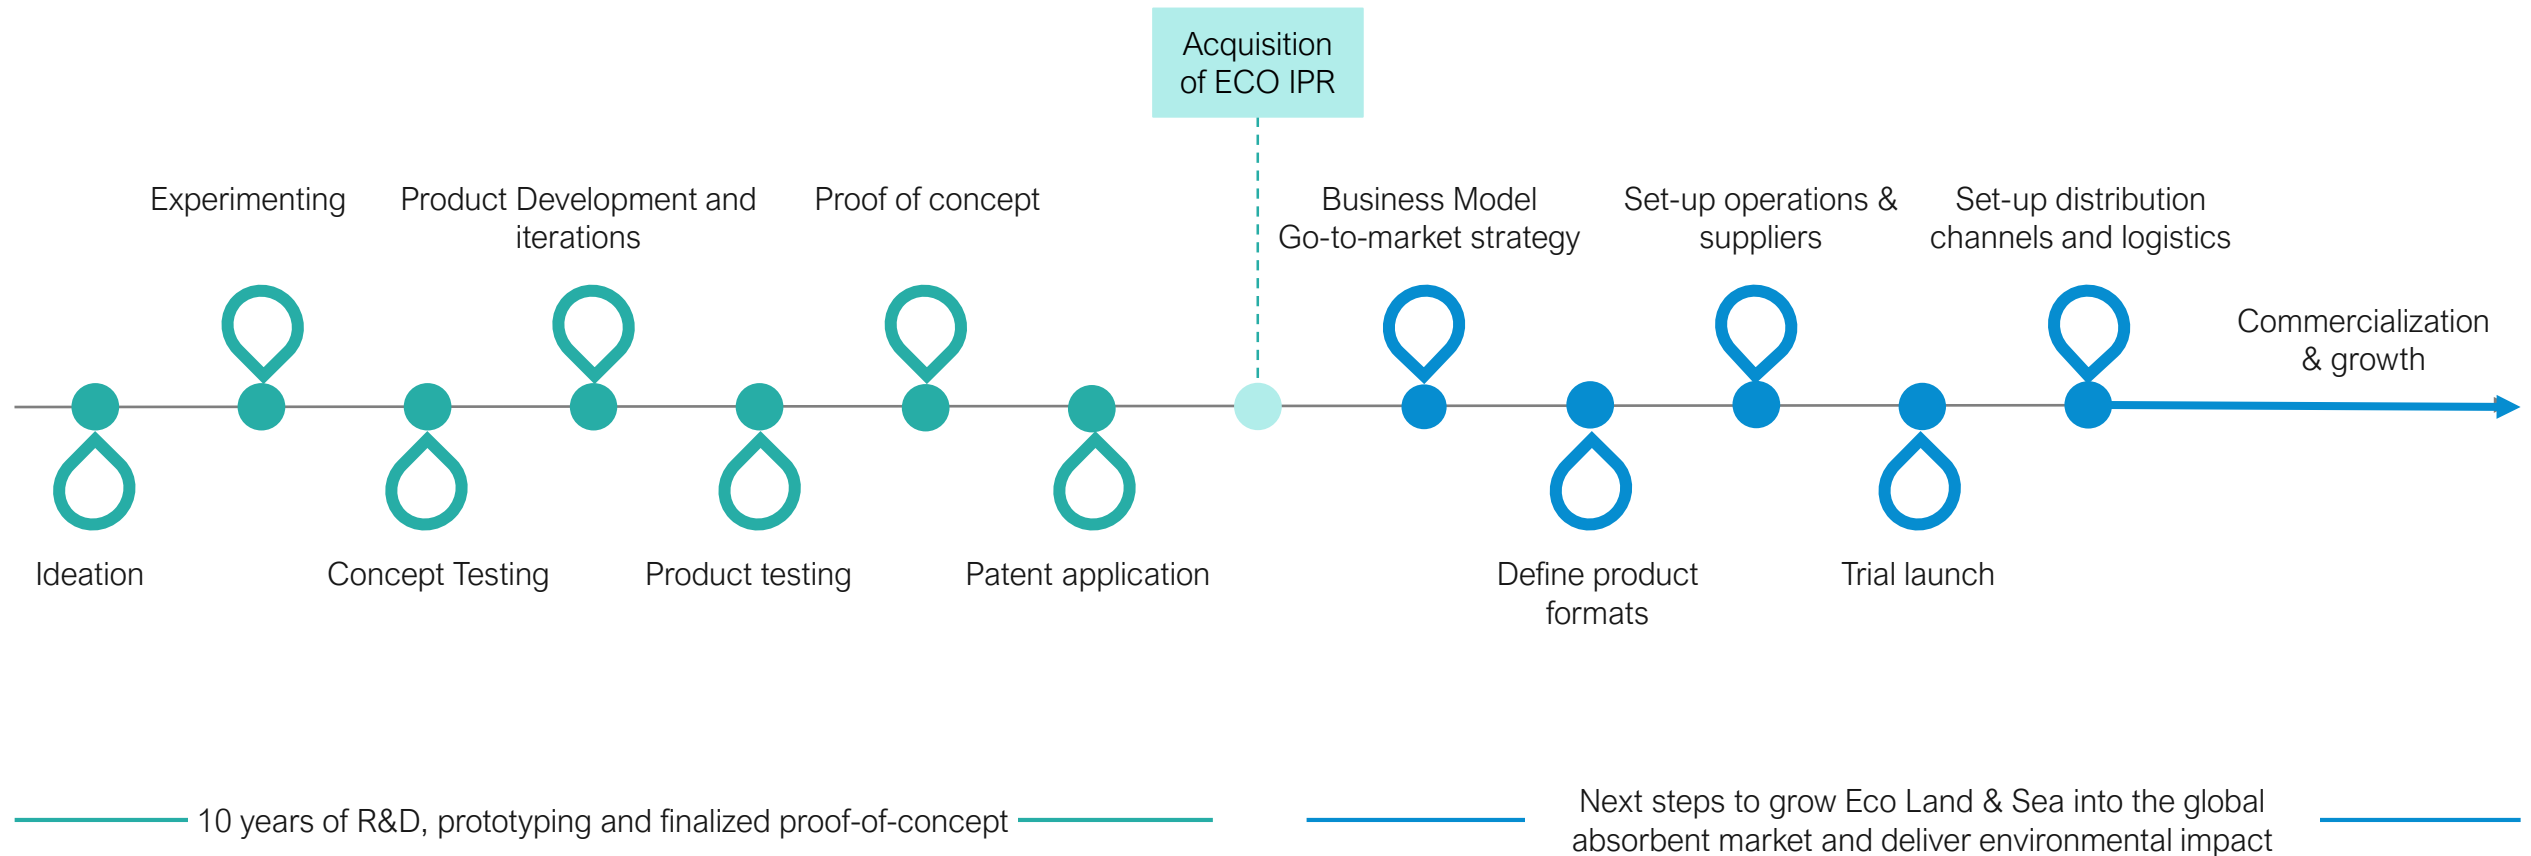 Acquisition
of ECO IPR
Experimenting
Product Development and
iterations
Proof of concept
Business Model
Go-to-market strategy
Set-up operations &
suppliers
Set-up distribution
channels and logistics
Commercialization
& growth
Ideation
Concept Testing
Product testing
Patent application
Define product
formats
Trial launch
10 years of R&D, prototyping and finalized proof-of-concept
Next steps to grow Eco Land & Sea into the global
absorbent market and deliver environmental impact